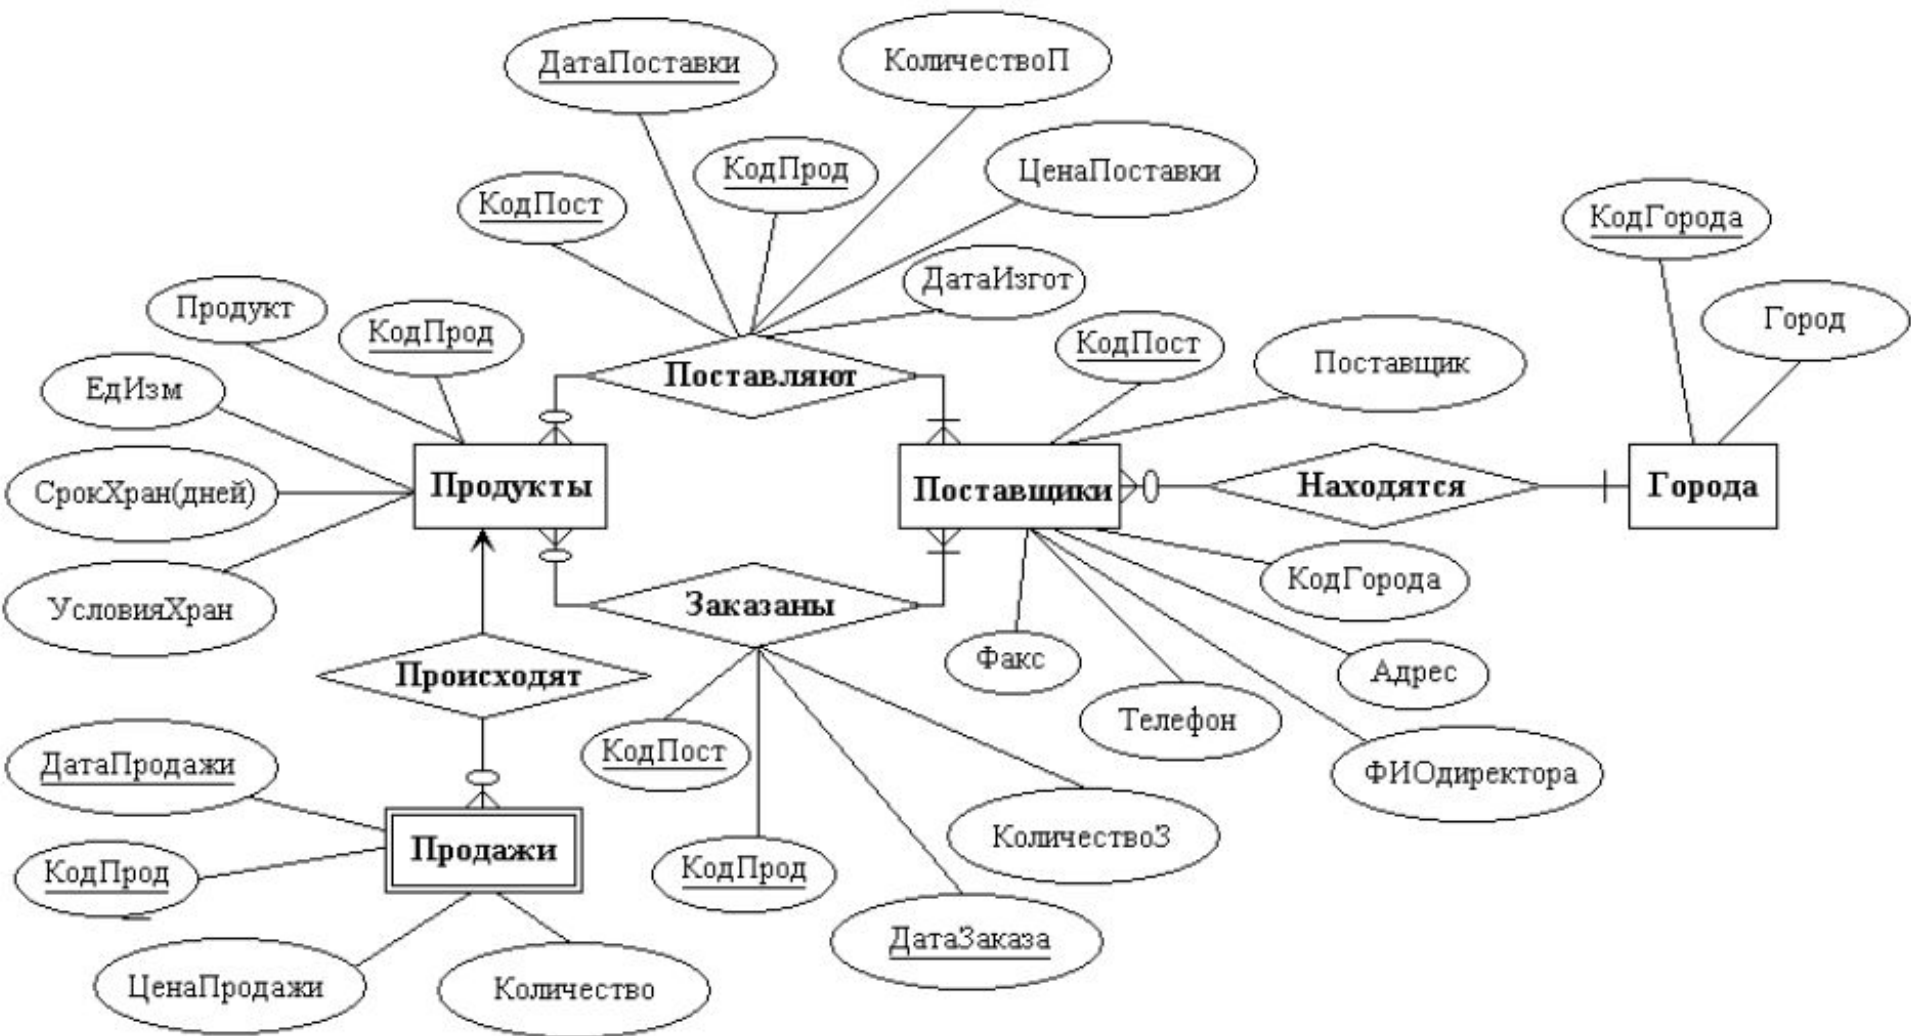 ДатаПоставки
КоличествоП
КодПрод
ЦенаПоставки
КодПост
КодГорода
ДатаИзгот
Продукт
КодПрод
КодПост
Город
Поставщик
ЕдИзм
Поставляют
СрокХран(дней)
Продукты
Поставщики
Находятся
Города
УсловияХран
Заказаны
КодГорода
Происходят
Факс
Адрес
Телефон
ДатаПродажи
КодПост
ФИОдиректора
Продажи
КоличествоЗ
КодПрод
КодПрод
ДатаЗаказа
ЦенаПродажи
Количество